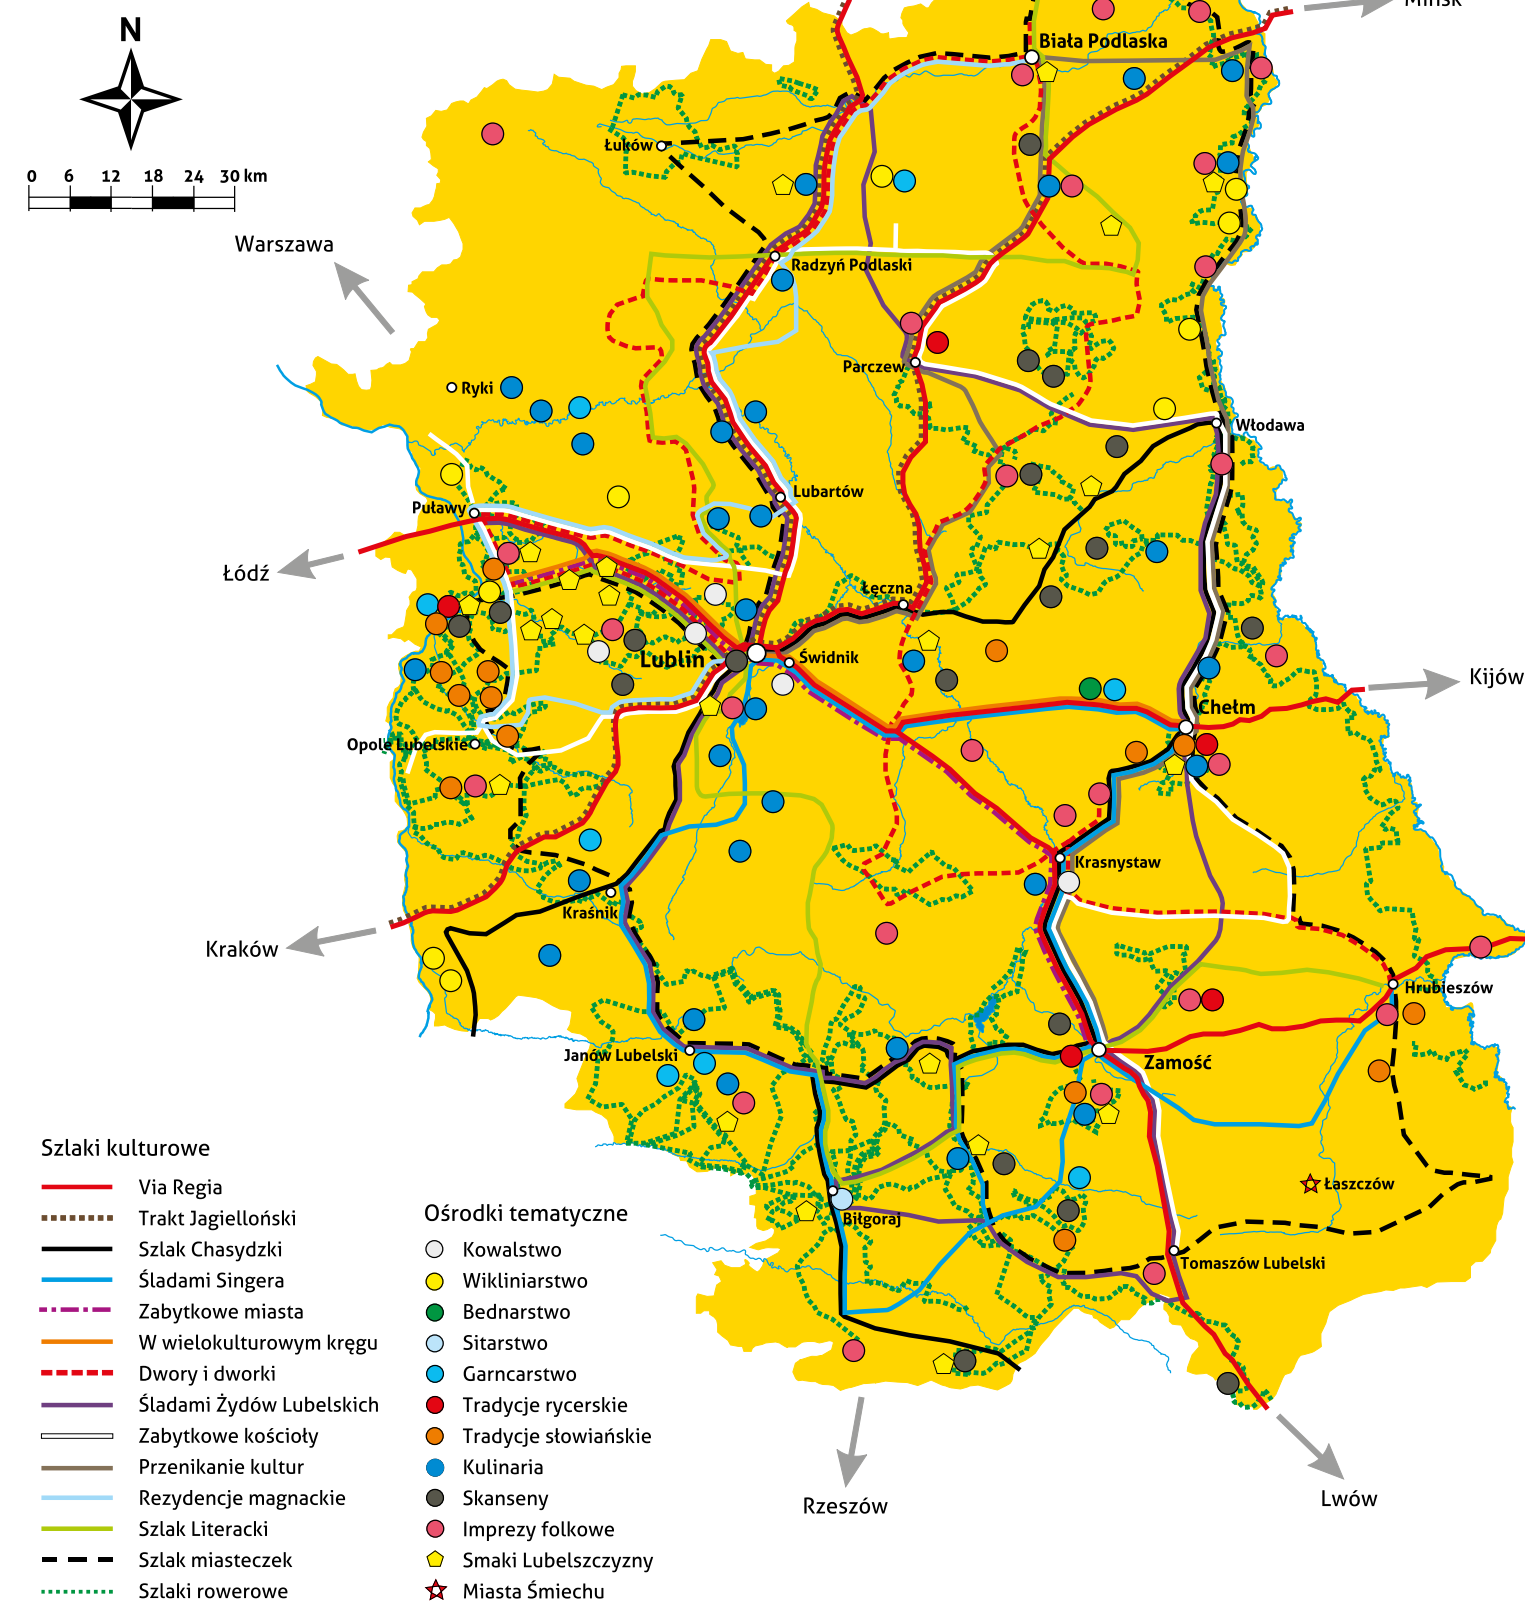 Mińsk
N
Biała Podlaska
Łuków
0 6 12 18 24 30 km
Warszawa
Radzyń Podlaski
Parczew
Ryki
Włodawa
Lubartów
Puławy
Łódź
Łęczna
Lublin
Świdnik
Kijów
Chełm
Opole Lubelskie
Krasnystaw
Kraśnik
Kraków
Hrubieszów
Janów Lubelski
Zamość
Łaszczów
Biłgoraj
Tomaszów Lubelski
Rzeszów
Lwów
Szlaki kulturowe
Via Regia
Trakt Jagielloński
Szlak Chasydzki
Śladami Singera
Zabytkowe miasta
W wielokulturowym kręgu
Dwory i dworki
Śladami Żydów Lubelskich
Zabytkowe kościoły
Przenikanie kultur
Rezydencje magnackie
Szlak Literacki
Szlak miasteczek
Szlaki rowerowe
Ośrodki tematyczne
Kowalstwo
Wikliniarstwo
Bednarstwo
Sitarstwo
Garncarstwo
Tradycje rycerskie
Tradycje słowiańskie
Kulinaria
Skanseny
Imprezy folkowe
Smaki Lubelszczyzny
Miasta Śmiechu